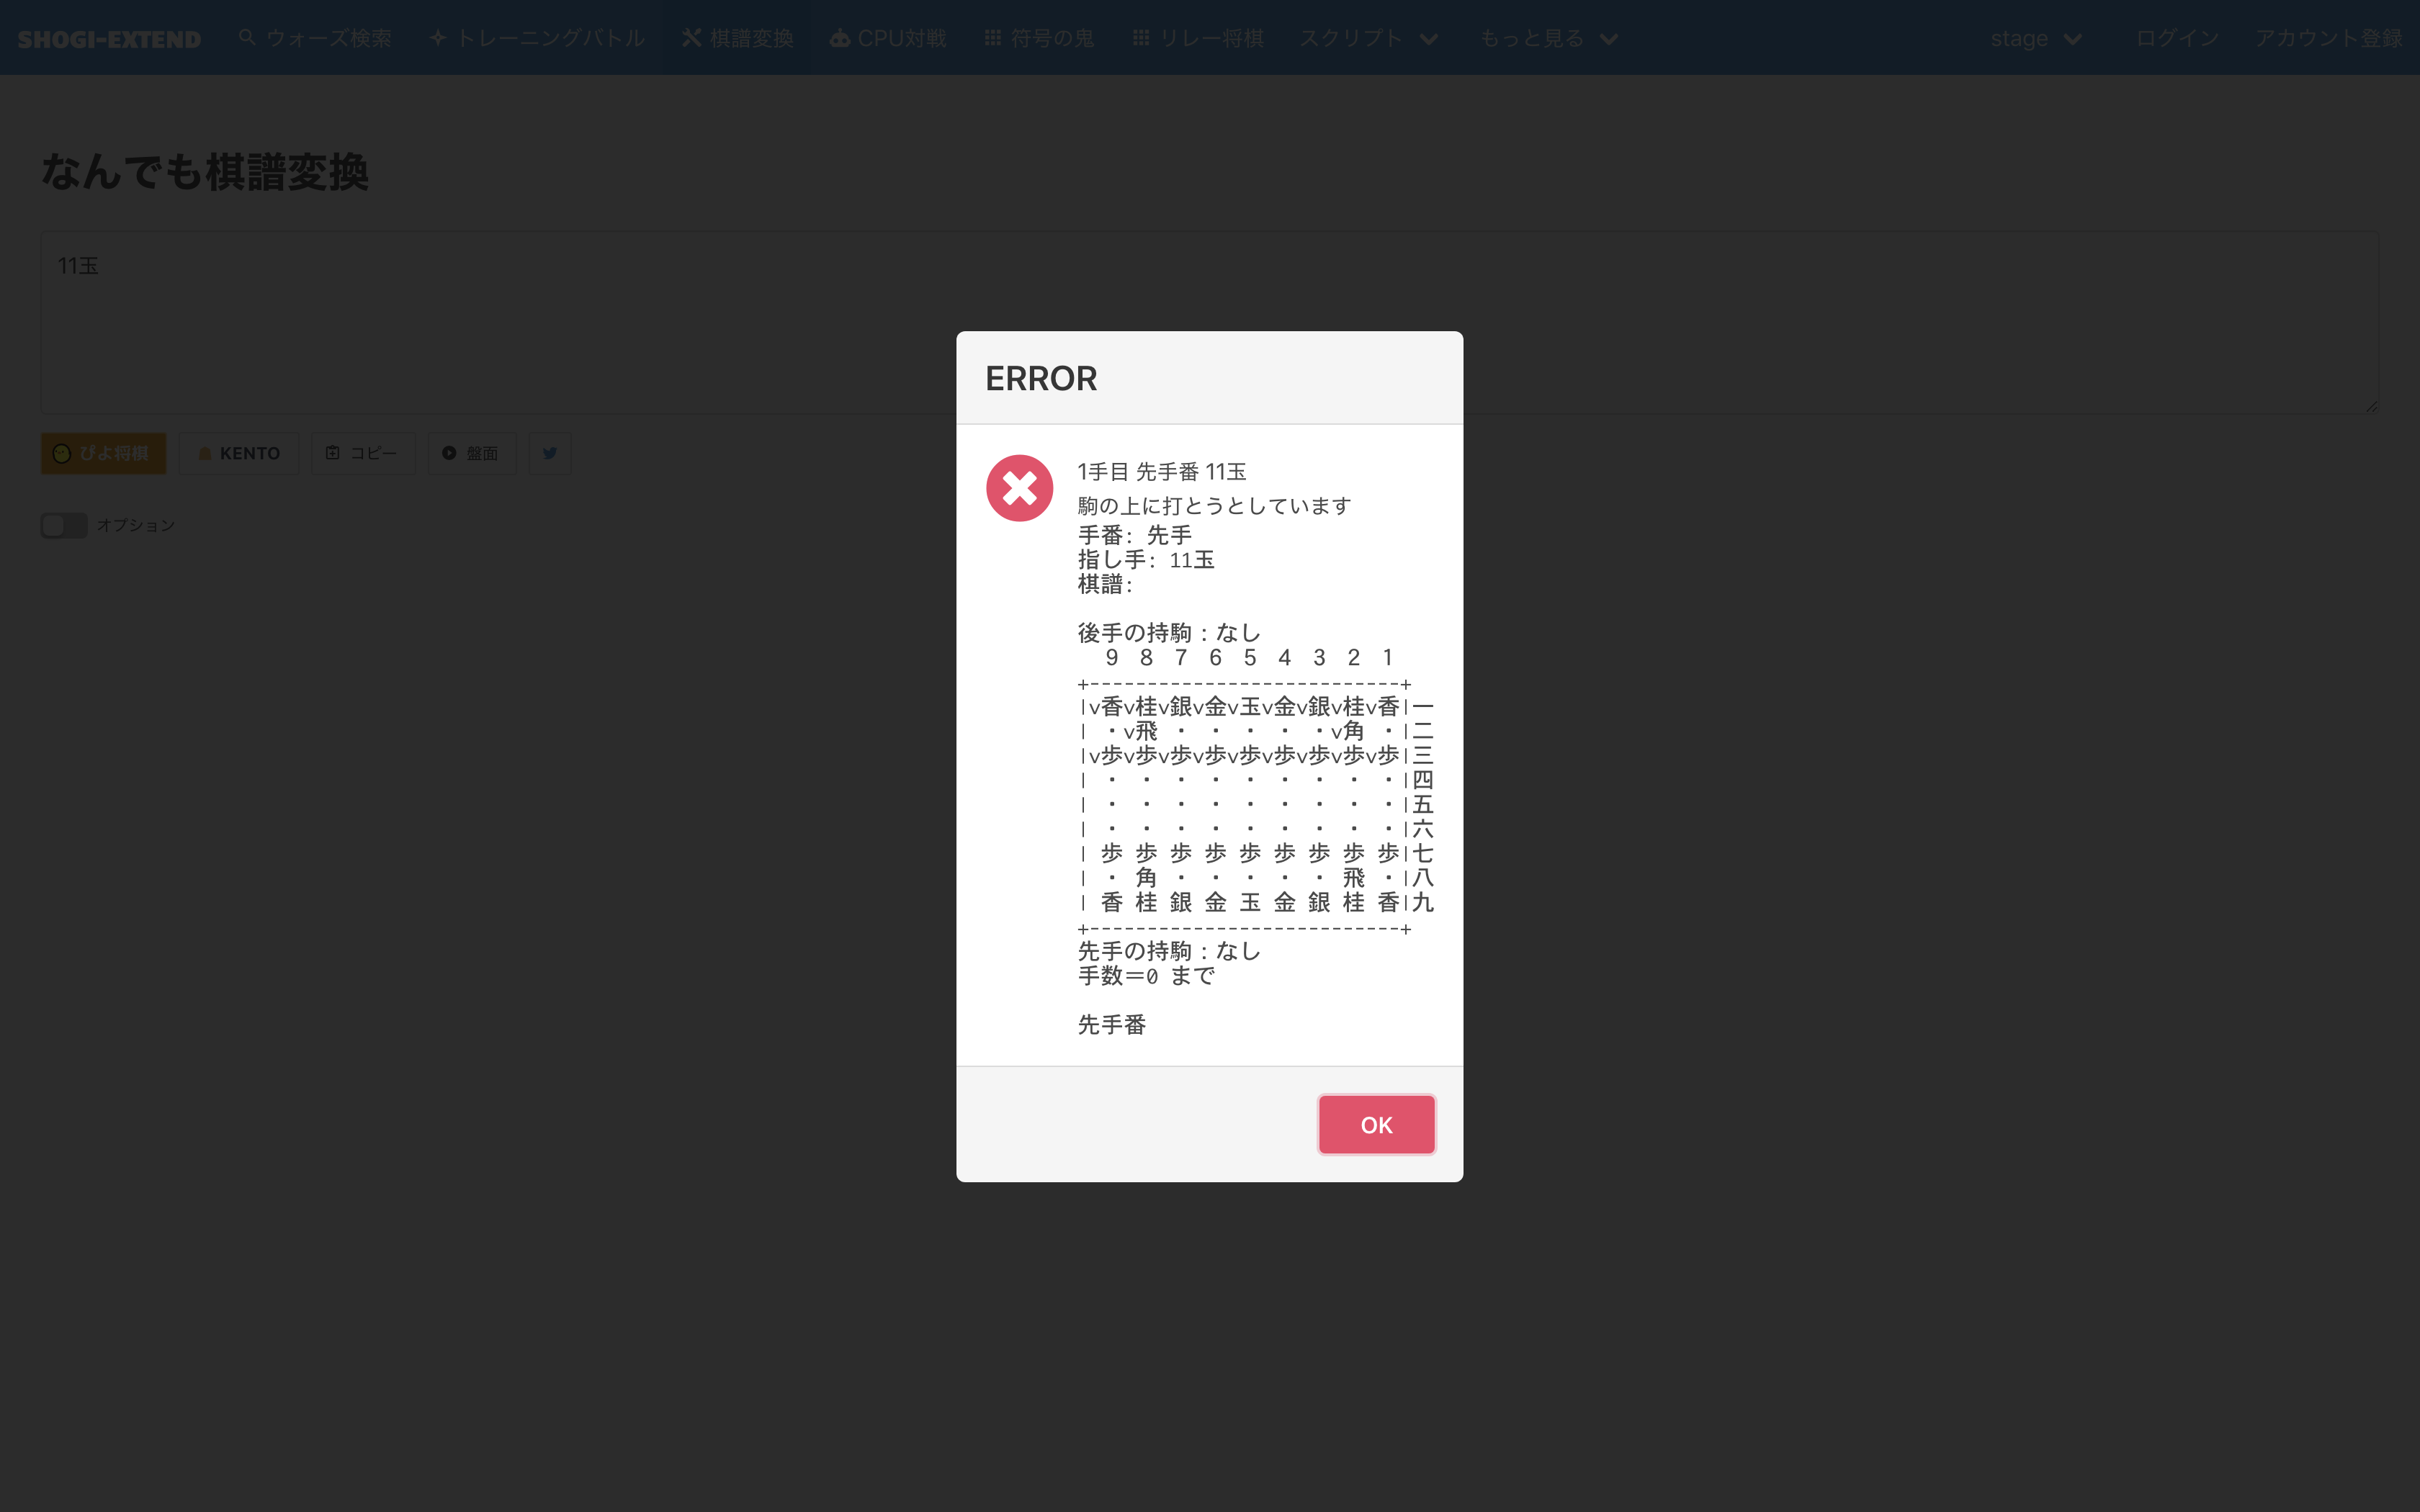 SHOGI-EXTEND ウォーズ検索 トレーニングバトル 棋譜変換 CPU対戦 符号の鬼 リレー将棋 スクリプト もっと見る stage ログイン アカウント登録
なんでも棋譜変換
11玉
ぴよ将棋 KENTO コピー 盤面
オプション
ERROR
1手目 先手番 11玉
駒の上に打とうとしています
手番: 先手
指し手: 11玉
棋譜:
後手の持駒：なし
9 8 7 6 5 4 3 2 1
+---------------------------+
|v香v桂v銀v金v玉v金v銀v桂v香|一
| ・v飛 ・ ・ ・ ・ ・v角 ・|二
|v歩v歩v歩v歩v歩v歩v歩v歩v歩|三
| ・ ・ ・ ・ ・ ・ ・ ・ ・|四
| ・ ・ ・ ・ ・ ・ ・ ・ ・|五
| ・ ・ ・ ・ ・ ・ ・ ・ ・|六
| 歩 歩 歩 歩 歩 歩 歩 歩 歩|七
| ・ 角 ・ ・ ・ ・ ・ 飛 ・|八
| 香 桂 銀 金 玉 金 銀 桂 香|九
+---------------------------+
先手の持駒：なし
手数＝0 まで
先手番
OK